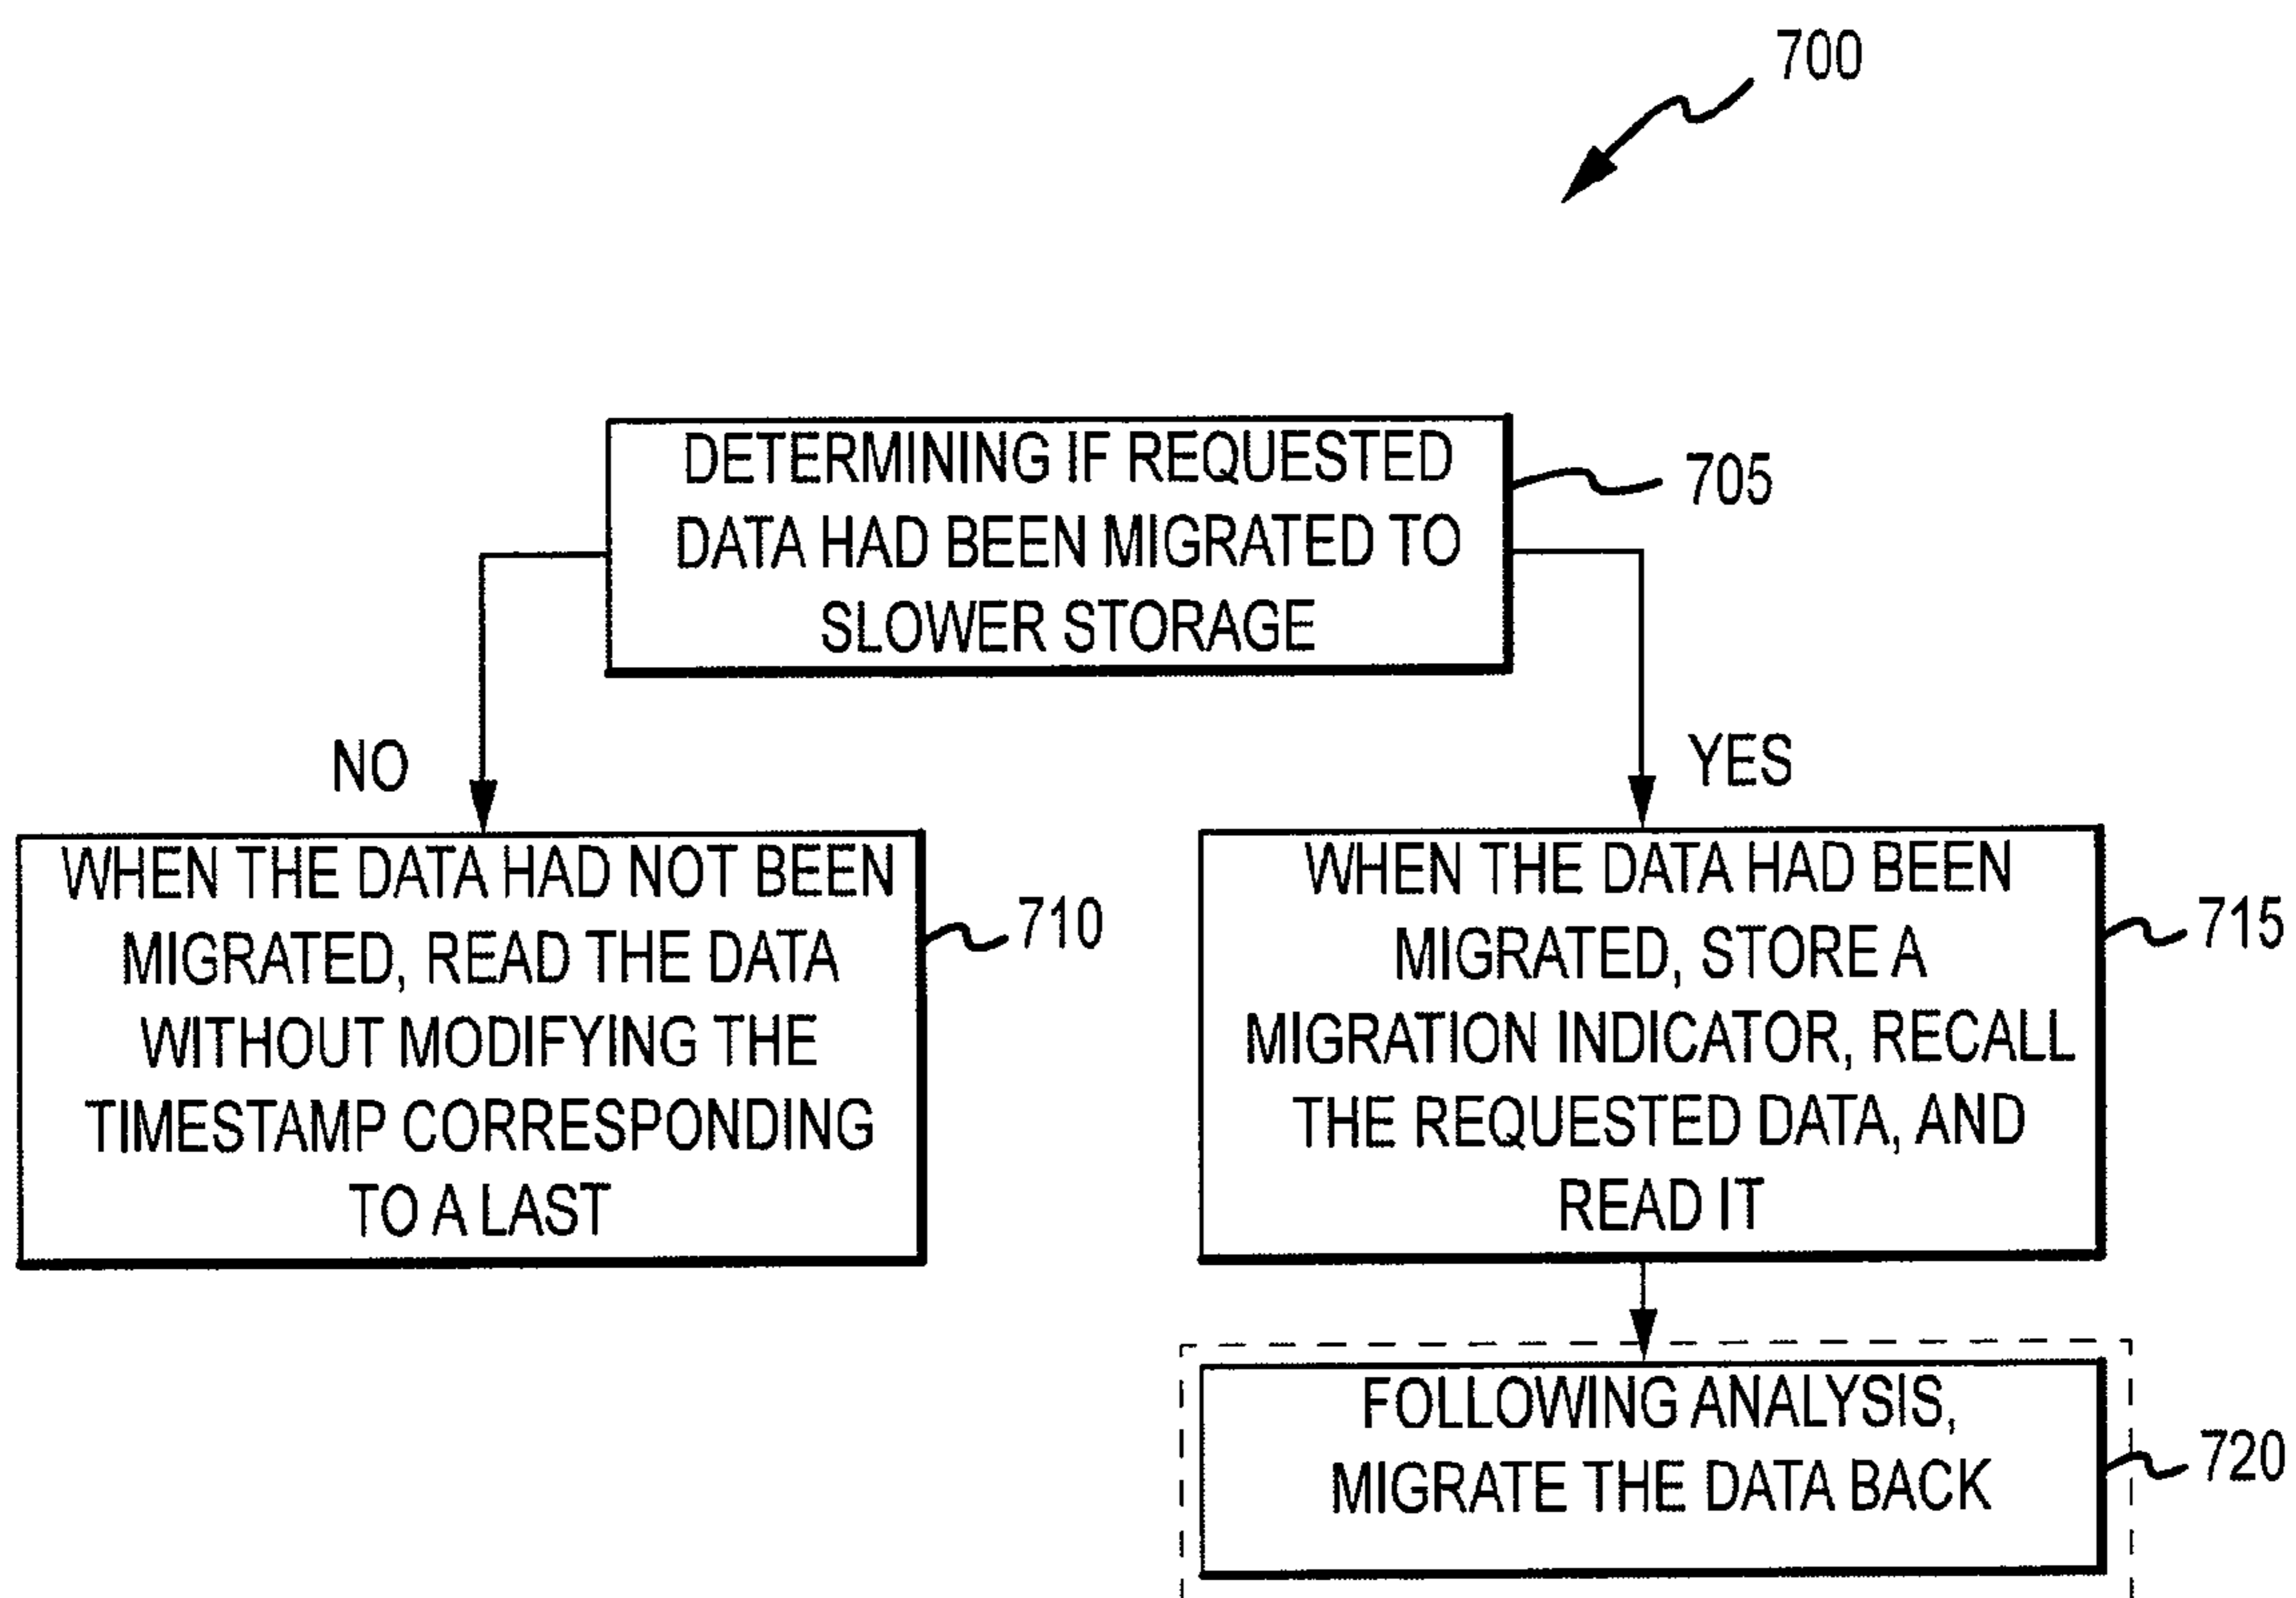 700
DETERMINING IF REQUESTED
DATA HAD BEEN MIGRATED TO
SLOWER STORAGE
705
NO
YES
WHEN THE DATA HAD NOT BEEN
MIGRATED, READ THE DATA
WITHOUT MODIFYING THE
TIMESTAMP CORRESPONDING
TO A LAST
710
WHEN THE DATA HAD BEEN
MIGRATED, STORE A
MIGRATION INDICATOR, RECALL
THE REQUESTED DATA, AND
READ IT
715
FOLLOWING ANALYSIS,
MIGRATE THE DATA BACK
720